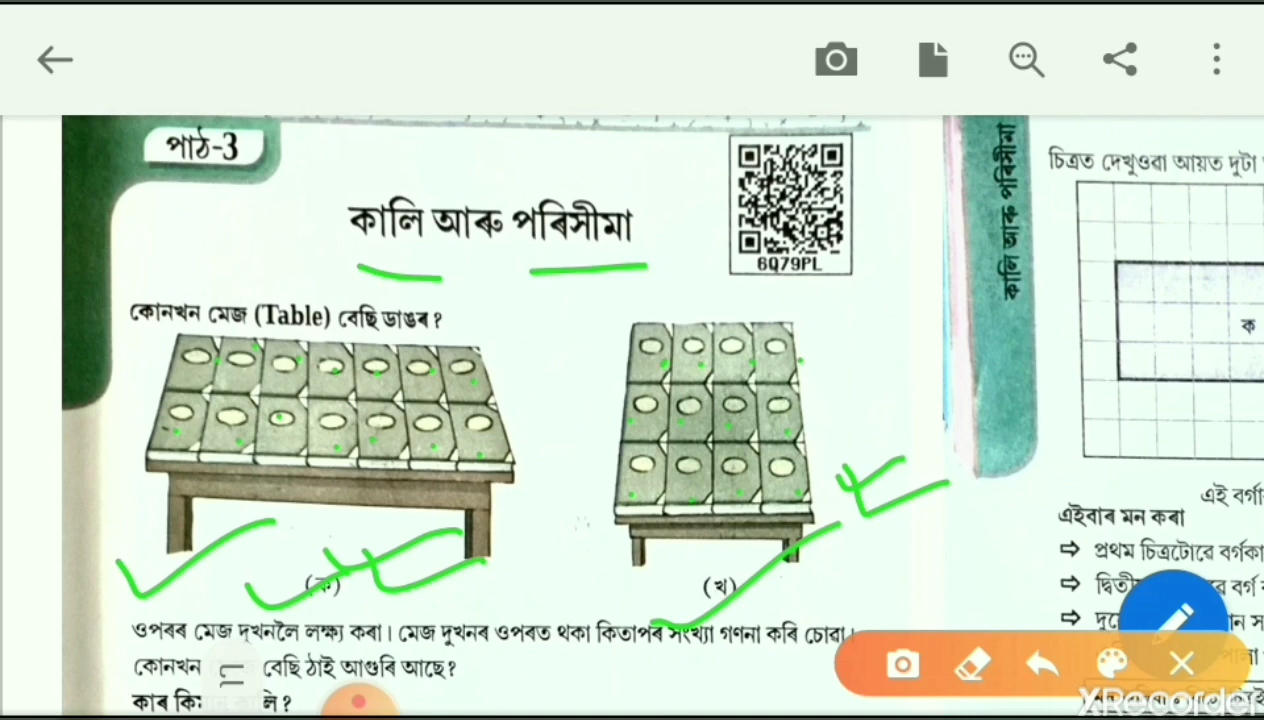 পাঠ-3
কালি আৰু পৰিসীমা
6Q79PL
কোনখন মেজ (Table) বেছি ডাঙৰ?
(ক)
(খ)
ওপৰৰ মেজ দুখনলৈ লক্ষ্য কৰা। মেজ দুখনৰ ওপৰত থকা কিতাপৰ সংখ্যা গণনা কৰি চোৱা।
কোনখন বেছি ঠাই আগুৰি আছে?
কাৰ লি?
কালি আৰু পৰিসীমা
চিত্ৰত দেখুওৱা আয়ত দুটা
ক
এই বৰ্গ
এইবাৰ মন কৰা
⇨ প্ৰথম চিত্ৰটোৱে বৰ্গ
⇨ দ্বিতী ৱে বৰ্গ
⇨
XRecorder